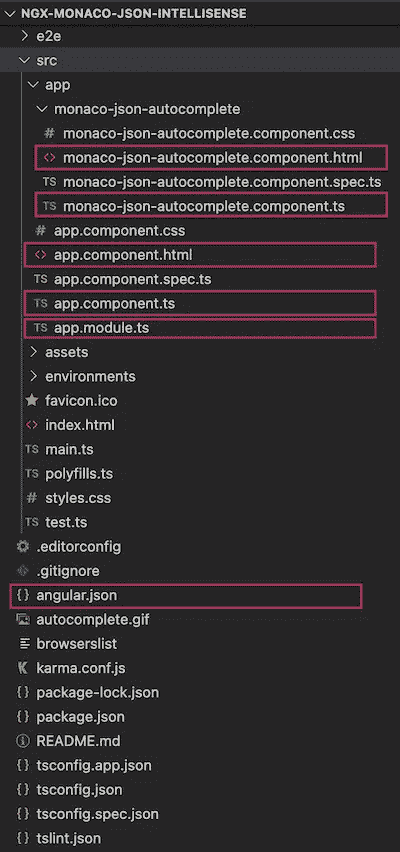 NGX-MONACO-JSON-INTELLISENSE
e2e
src
app
monaco-json-autocomplete
# monaco-json-autocomplete.component.css
<> monaco-json-autocomplete.component.html
TS monaco-json-autocomplete.component.spec.ts
TS monaco-json-autocomplete.component.ts
# app.component.css
<> app.component.html
TS app.component.spec.ts
TS app.component.ts
TS app.module.ts
assets
environments
favicon.ico
<> index.html
TS main.ts
TS polyfills.ts
# styles.css
TS test.ts
.editorconfig
.gitignore
{} angular.json
autocomplete.gif
browserslist
K karma.conf.js
{} package-lock.json
{} package.json
README.md
{} tsconfig.app.json
{} tsconfig.json
{} tsconfig.spec.json
{} tslint.json